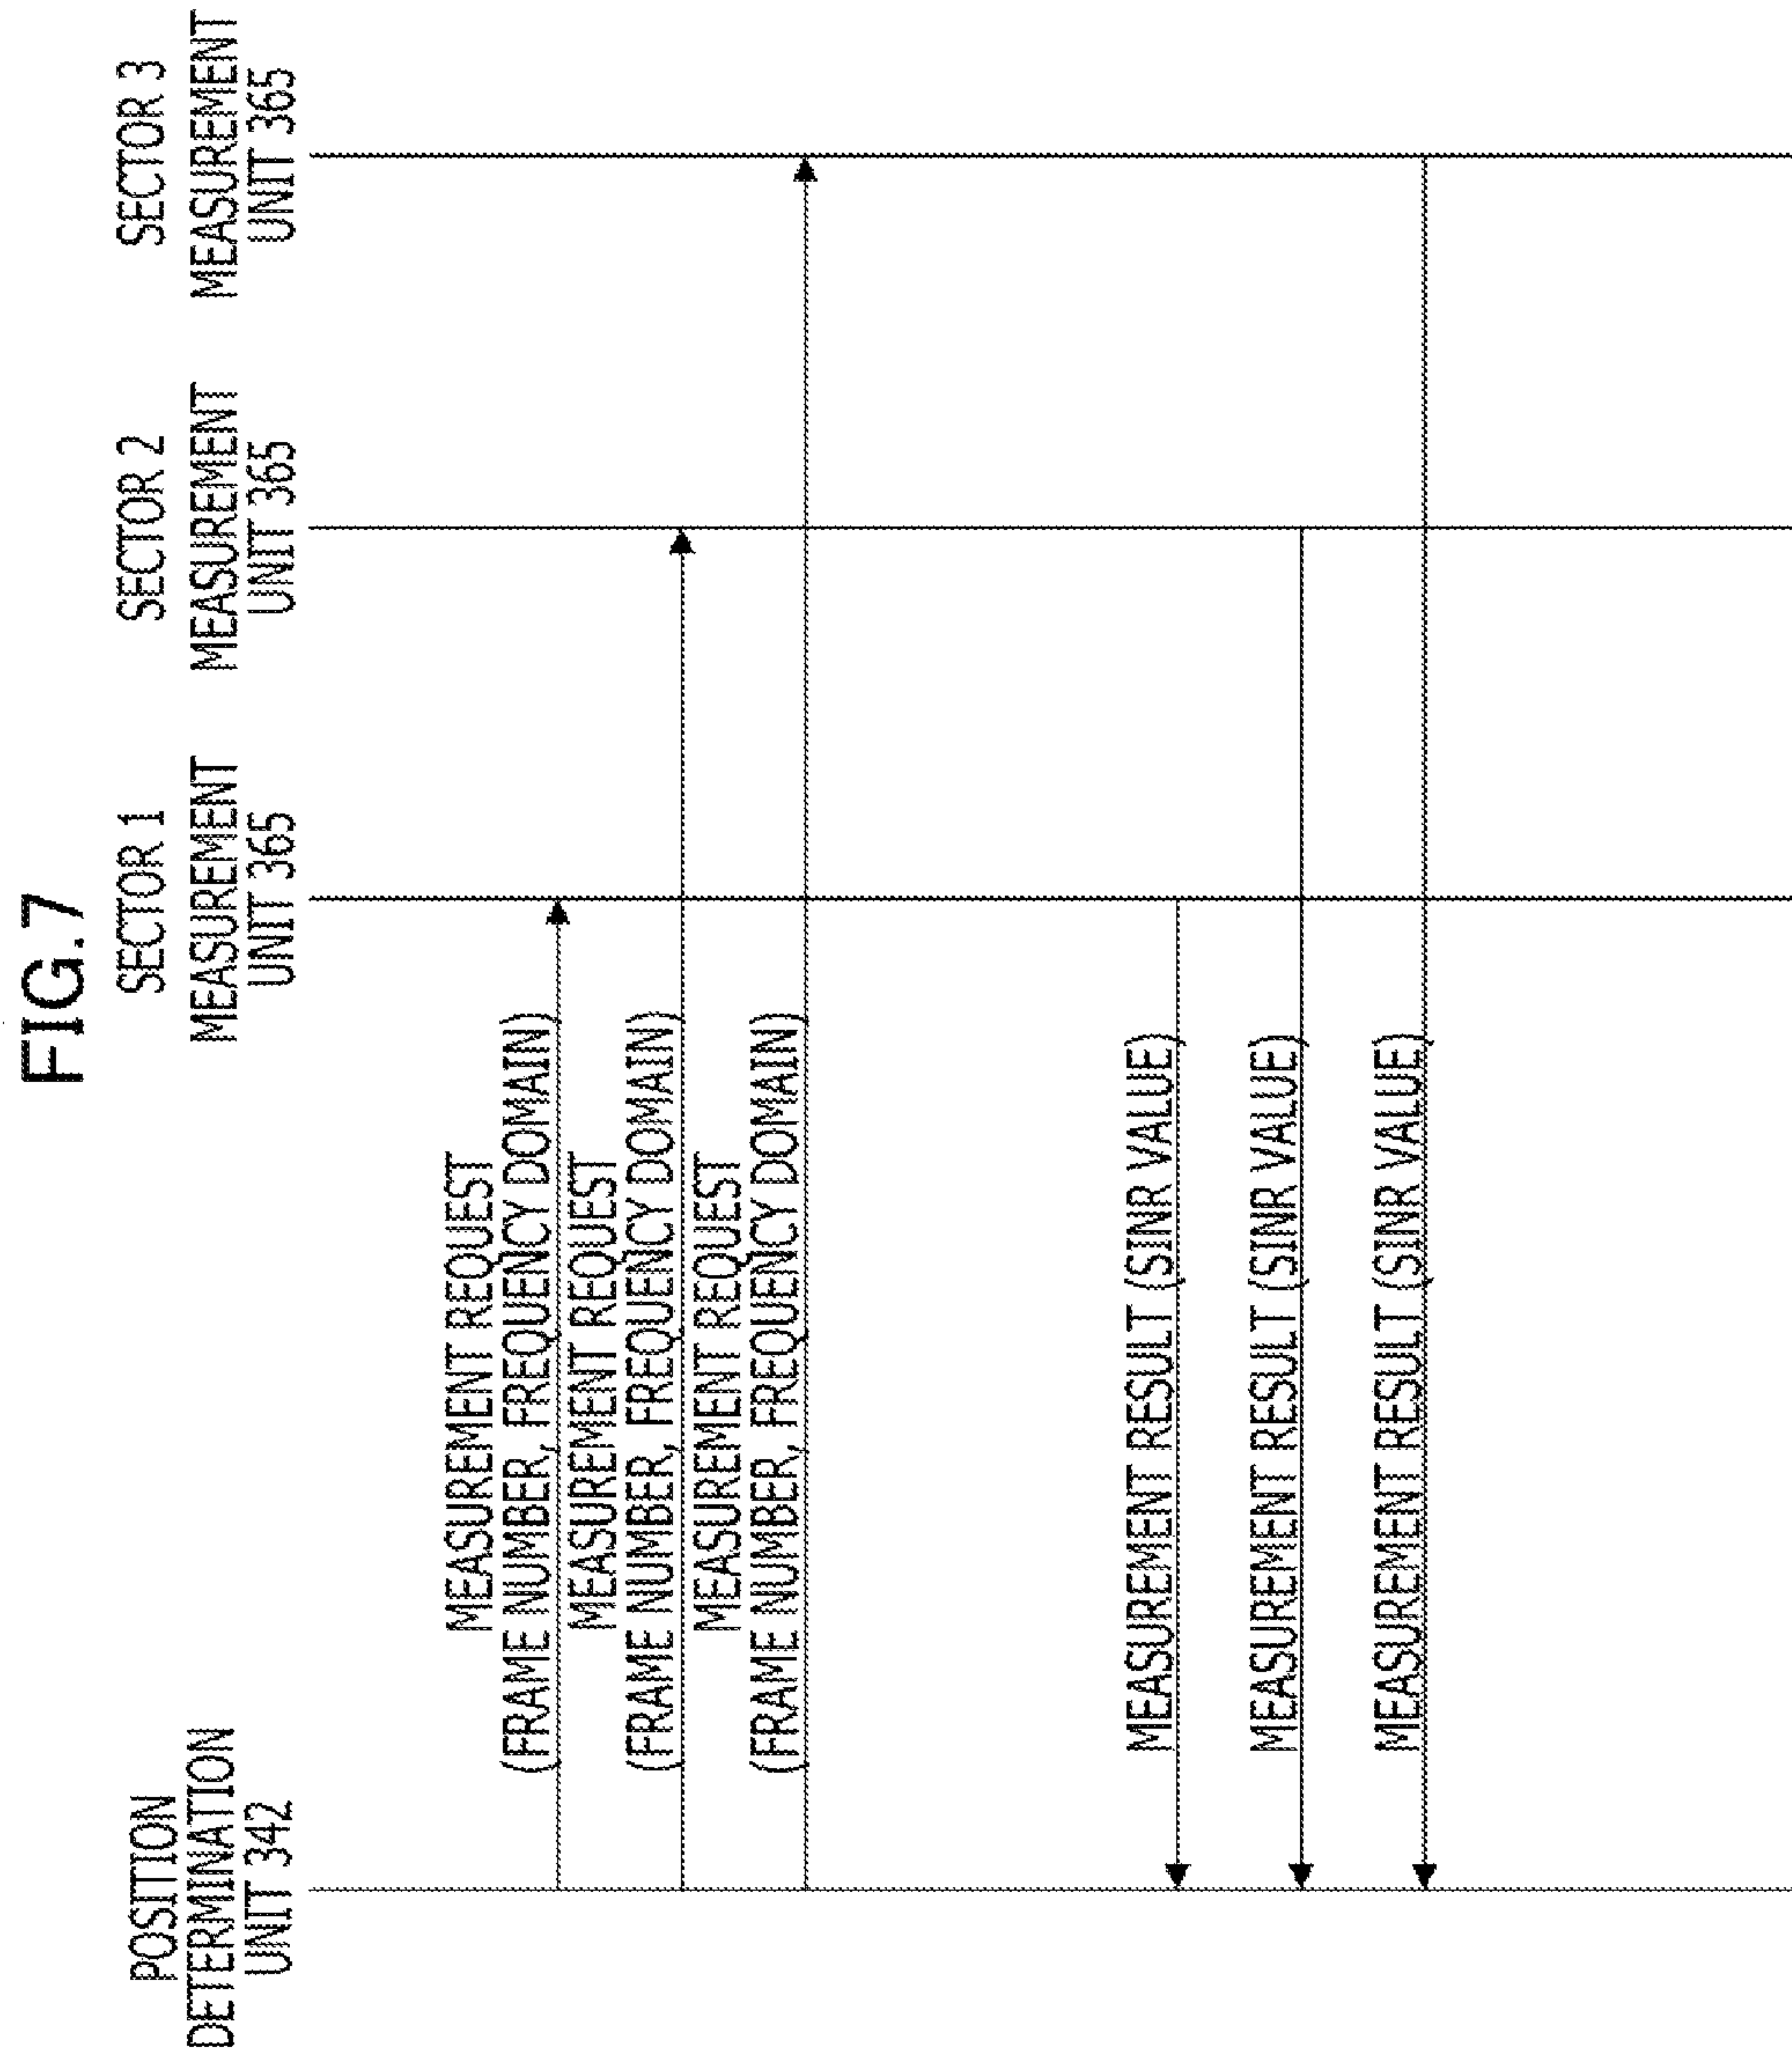 FIG.7
POSITION
DETERMINATION
UNIT 342
SECTOR 1
MEASUREMENT
UNIT 365
SECTOR 2
MEASUREMENT
UNIT 365
SECTOR 3
MEASUREMENT
UNIT 365
MEASUREMENT REQUEST
(FRAME NUMBER, FREQUENCY DOMAIN)
MEASUREMENT REQUEST
(FRAME NUMBER, FREQUENCY DOMAIN)
MEASUREMENT REQUEST
(FRAME NUMBER, FREQUENCY DOMAIN)
MEASUREMENT RESULT (SINR VALUE)
MEASUREMENT RESULT (SINR VALUE)
MEASUREMENT RESULT (SINR VALUE)